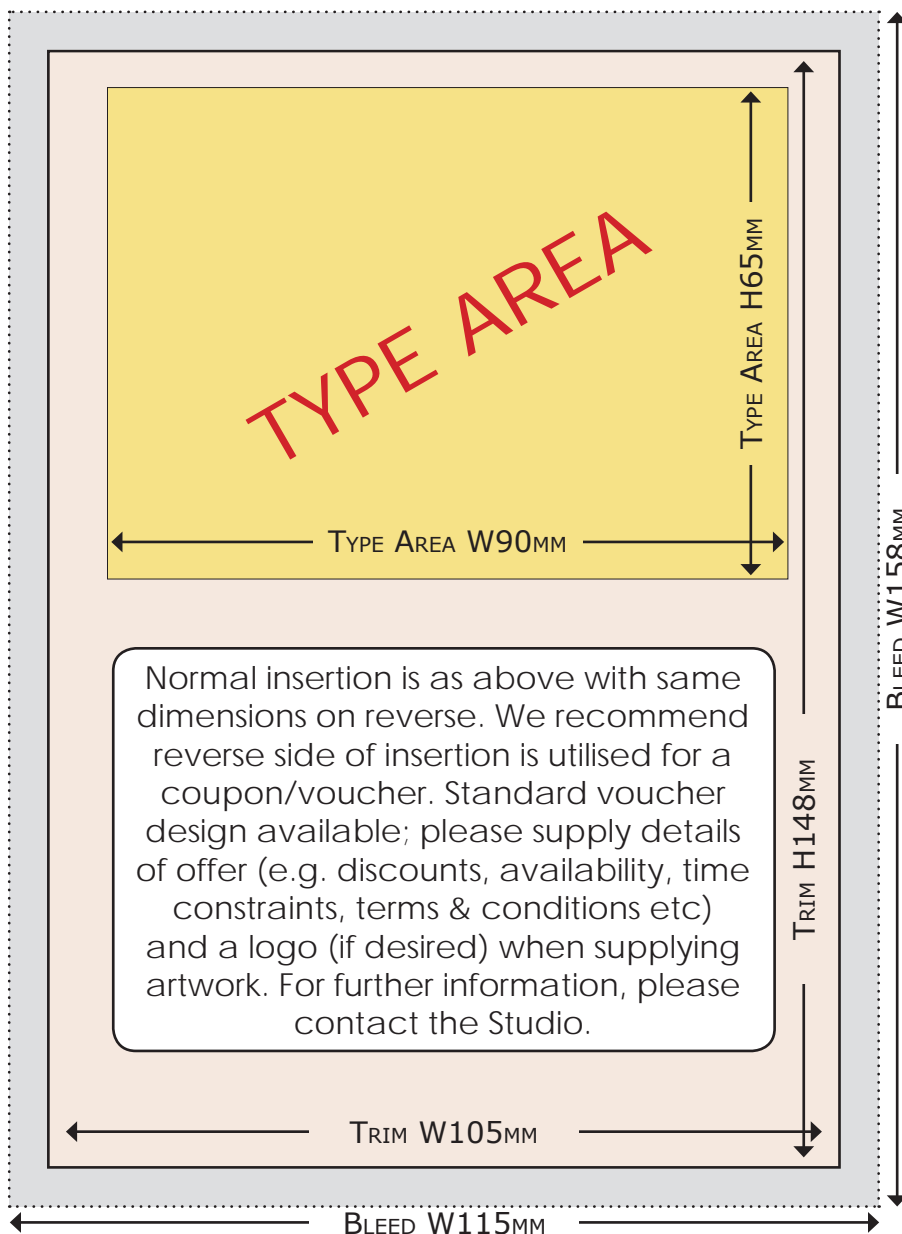 TYPE AREA
TYPE AREA H65MM
TYPE AREA W90MM
BLEED W158MM
Normal insertion is as above with same
dimensions on reverse. We recommend
reverse side of insertion is utilised for a
coupon/voucher. Standard voucher
design available; please supply details
of offer (e.g. discounts, availability, time
constraints, terms & conditions etc)
and a logo (if desired) when supplying
artwork. For further information, please
contact the Studio.
TRIM H148MM
TRIM W105MM
BLEED W115MM